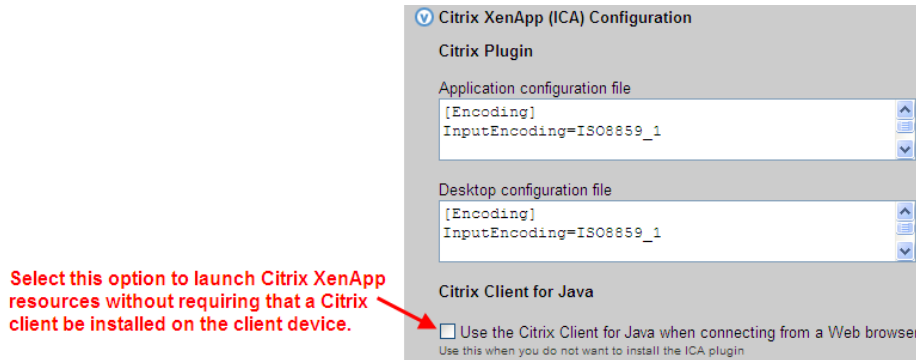 Citrix XenApp (ICA) Configuration
Citrix Plugin
Application configuration file
[Encoding]
InputEncoding=ISO8859_1
Desktop configuration file
[Encoding]
InputEncoding=ISO8859_1
Select this option to launch Citrix XenApp
resources without requiring that a Citrix
client be installed on the client device.
Citrix Client for Java
Use the Citrix Client for Java when connecting from a Web browser
Use this when you do not want to install the ICA plugin